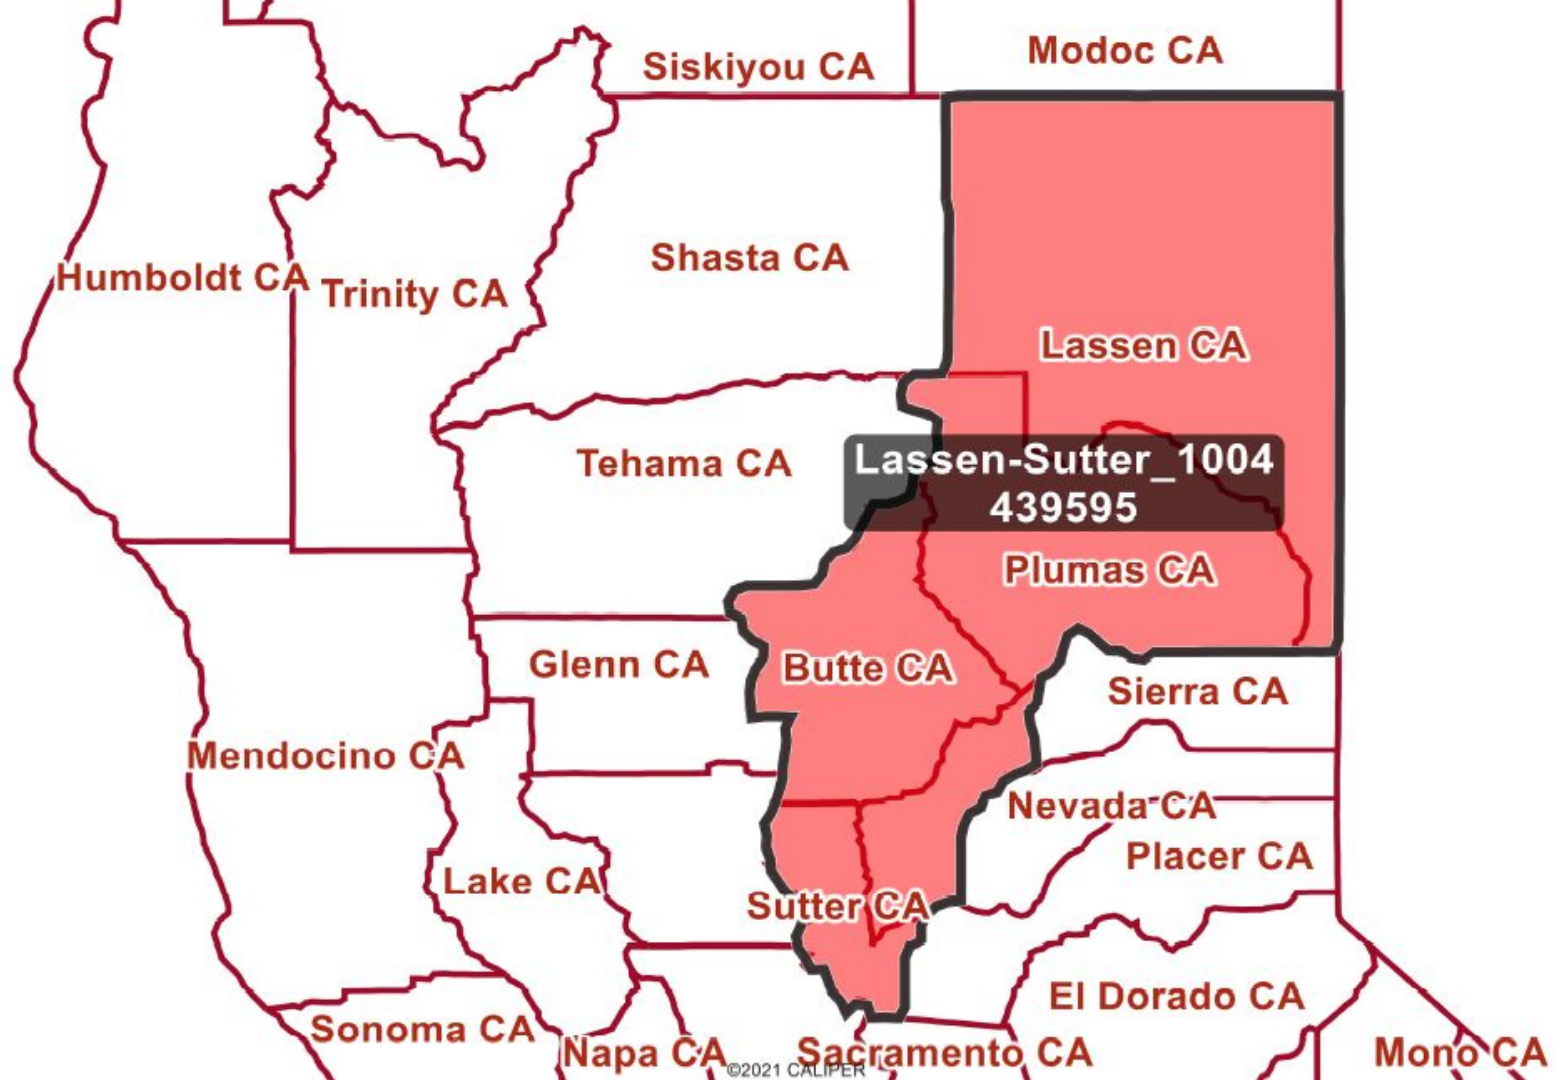 Siskiyou CA
Modoc CA
Shasta CA
Humboldt CA
Trinity CA
Lassen CA
Tehama CA
Lassen-Sutter_1004
439595
Plumas CA
Glenn CA
Butte CA
Sierra CA
Mendocino CA
Nevada CA
Placer CA
Lake CA
Sutter CA
El Dorado CA
Sonoma CA
Napa CA
Sacramento CA
Mono CA
©2021 CALIPER